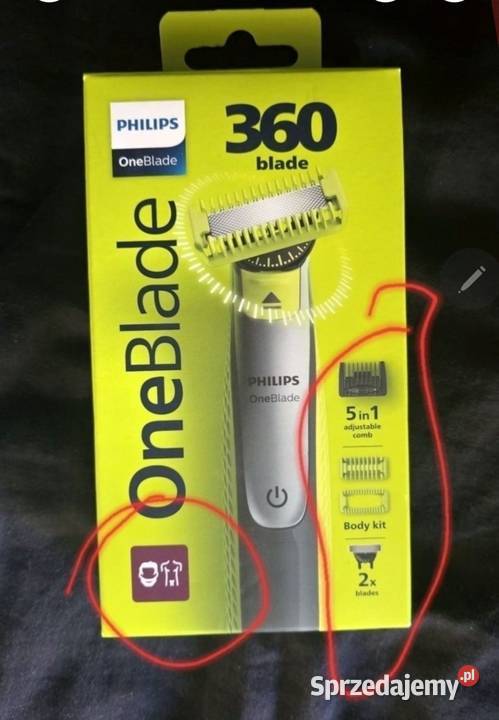 PHILIPS
OneBlade
360
blade
OneBlade
PHILIPS
OneBlade
5 in 1
adjustable
comb
Body kit
2x
blades
Sprzedajemy.pl